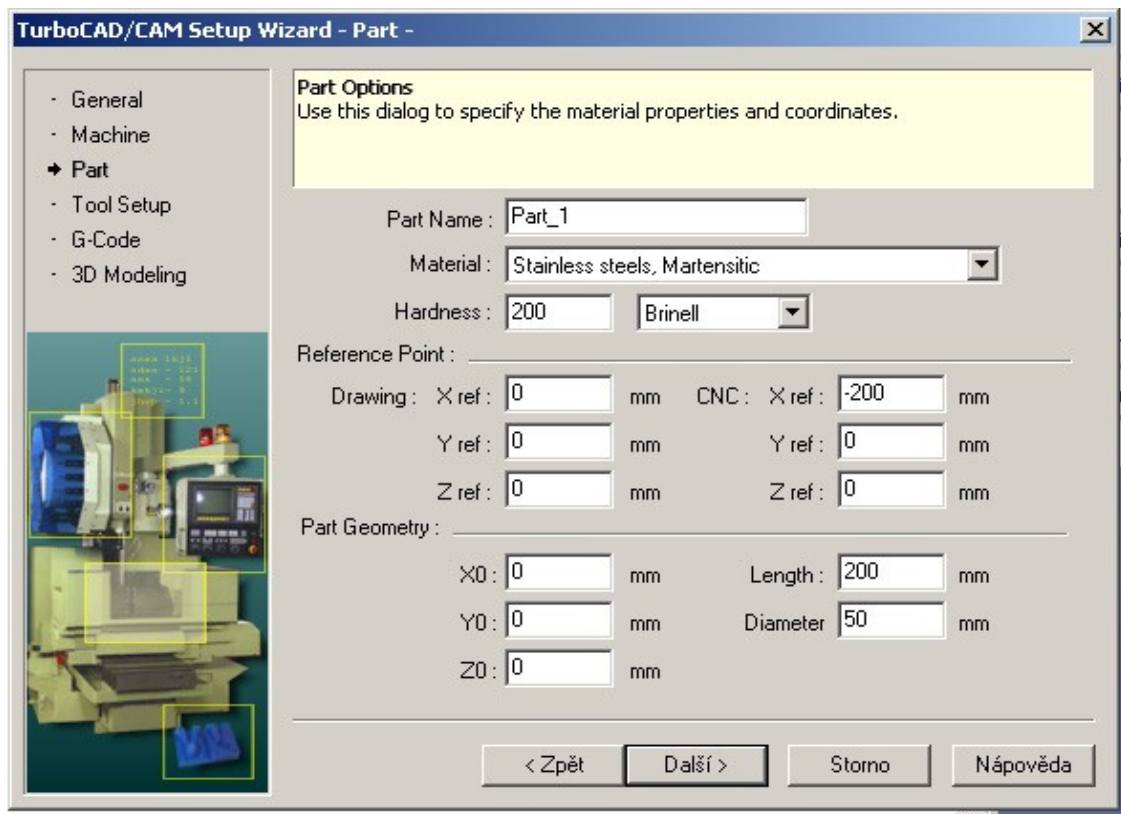 TurboCAD/CAM Setup Wizard - Part -
· General
· Machine
➔ Part
· Tool Setup
· G-Code
· 3D Modeling
Part Options
Use this dialog to specify the material properties and coordinates.
Part Name : Part_1
Material : Stainless steels, Martensitic
Hardness : 200 Brinell
Reference Point :
Drawing : X ref : 0 mm CNC : X ref : -200 mm
Y ref : 0 mm Y ref : 0 mm
Z ref : 0 mm Z ref : 0 mm
Part Geometry :
X0 : 0 mm Length : 200 mm
Y0 : 0 mm Diameter 50 mm
Z0 : 0 mm
< Zpět Další > Storno Nápověda